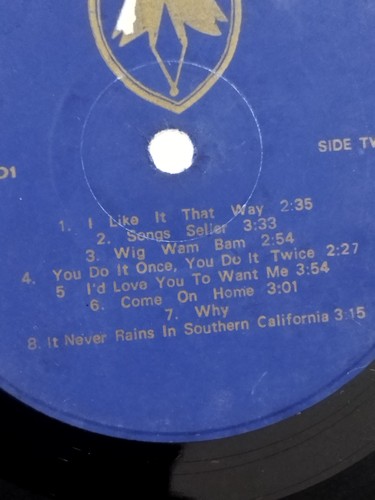 D1
SIDE TW
1. I Like It That Way 2:35
2. Songs Seller 3:33
3. Wig Wam Bam 2:54
4. You Do It Once, You Do It Twice 2:27
5 I'd Love You To Want Me 3:54
6. Come On Home 3:01
7. Why
8. It Never Rains In Southern California 3:15